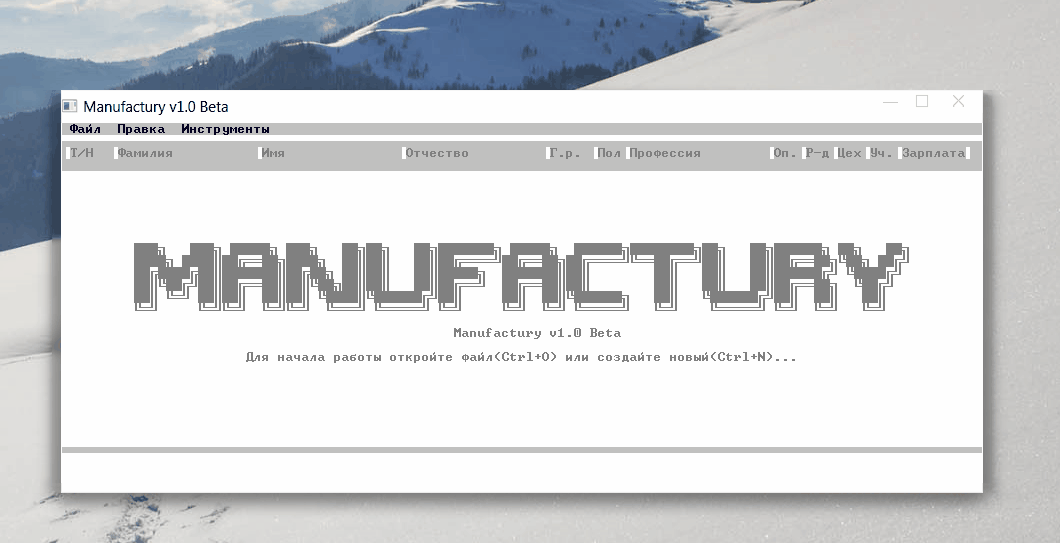 Manufactury v1.0 Beta
Файл Правка Инструменты
Т/Н Фамилия Имя Отчество Г.р. Пол Профессия Оп. Р-д Цех Уч. Зарплата
MANUFACTURY
Manufactury v1.0 Beta
Для начала работы откройте файл(Ctrl+O) или создайте новый(Ctrl+N)...